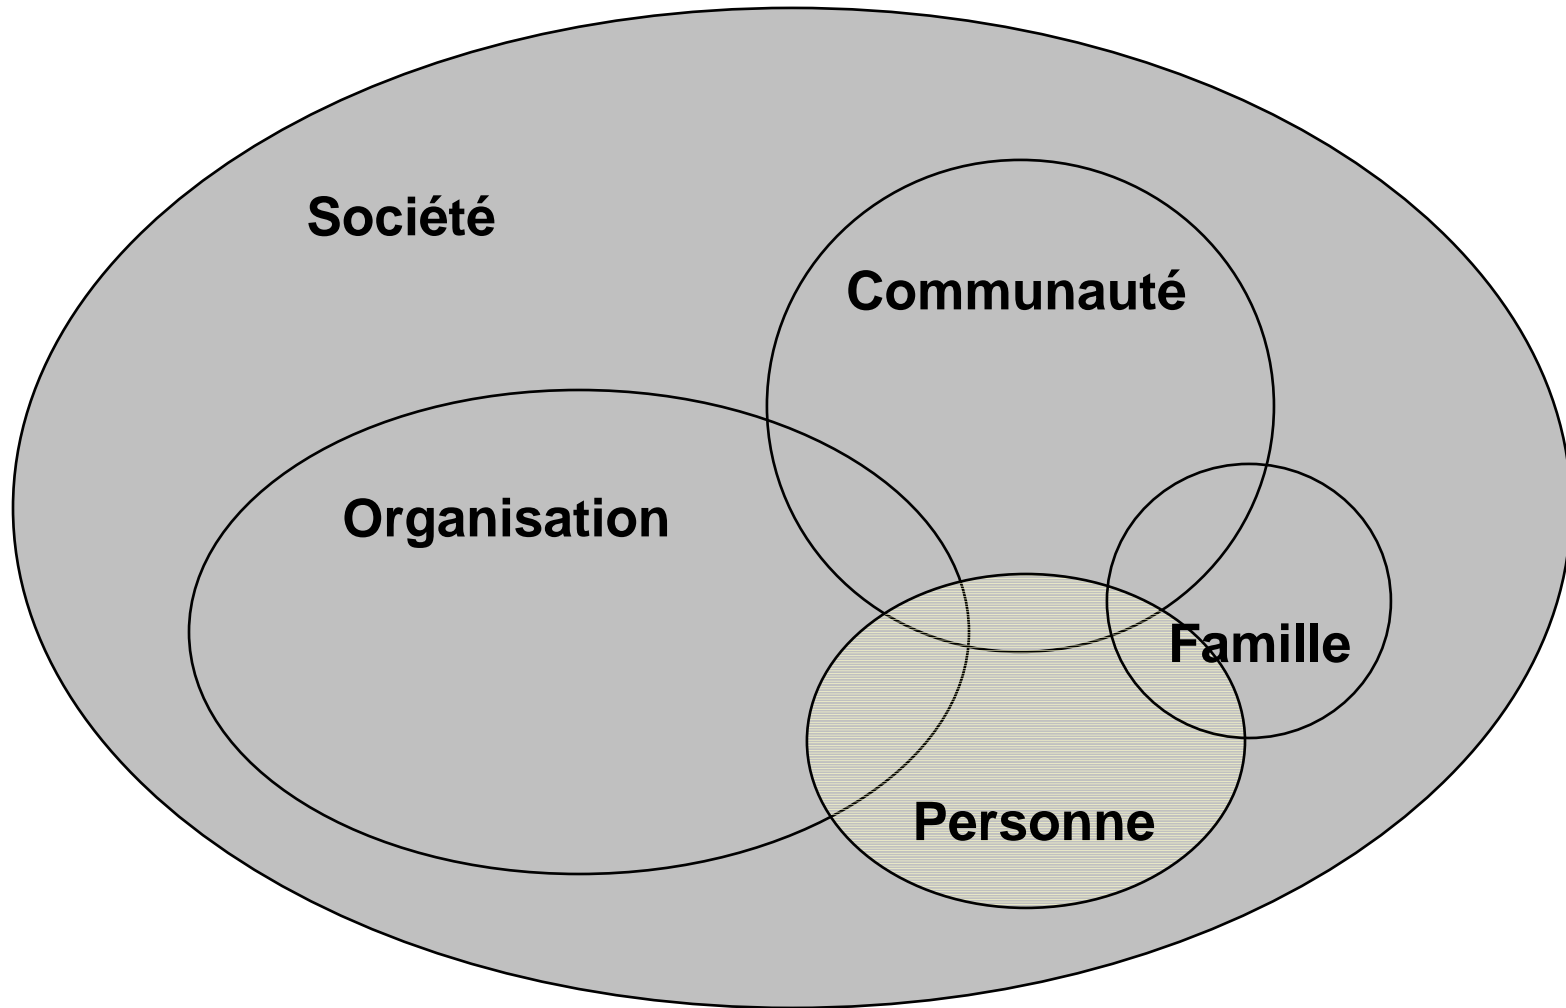 Société
Communauté
Organisation
Famille
Personne